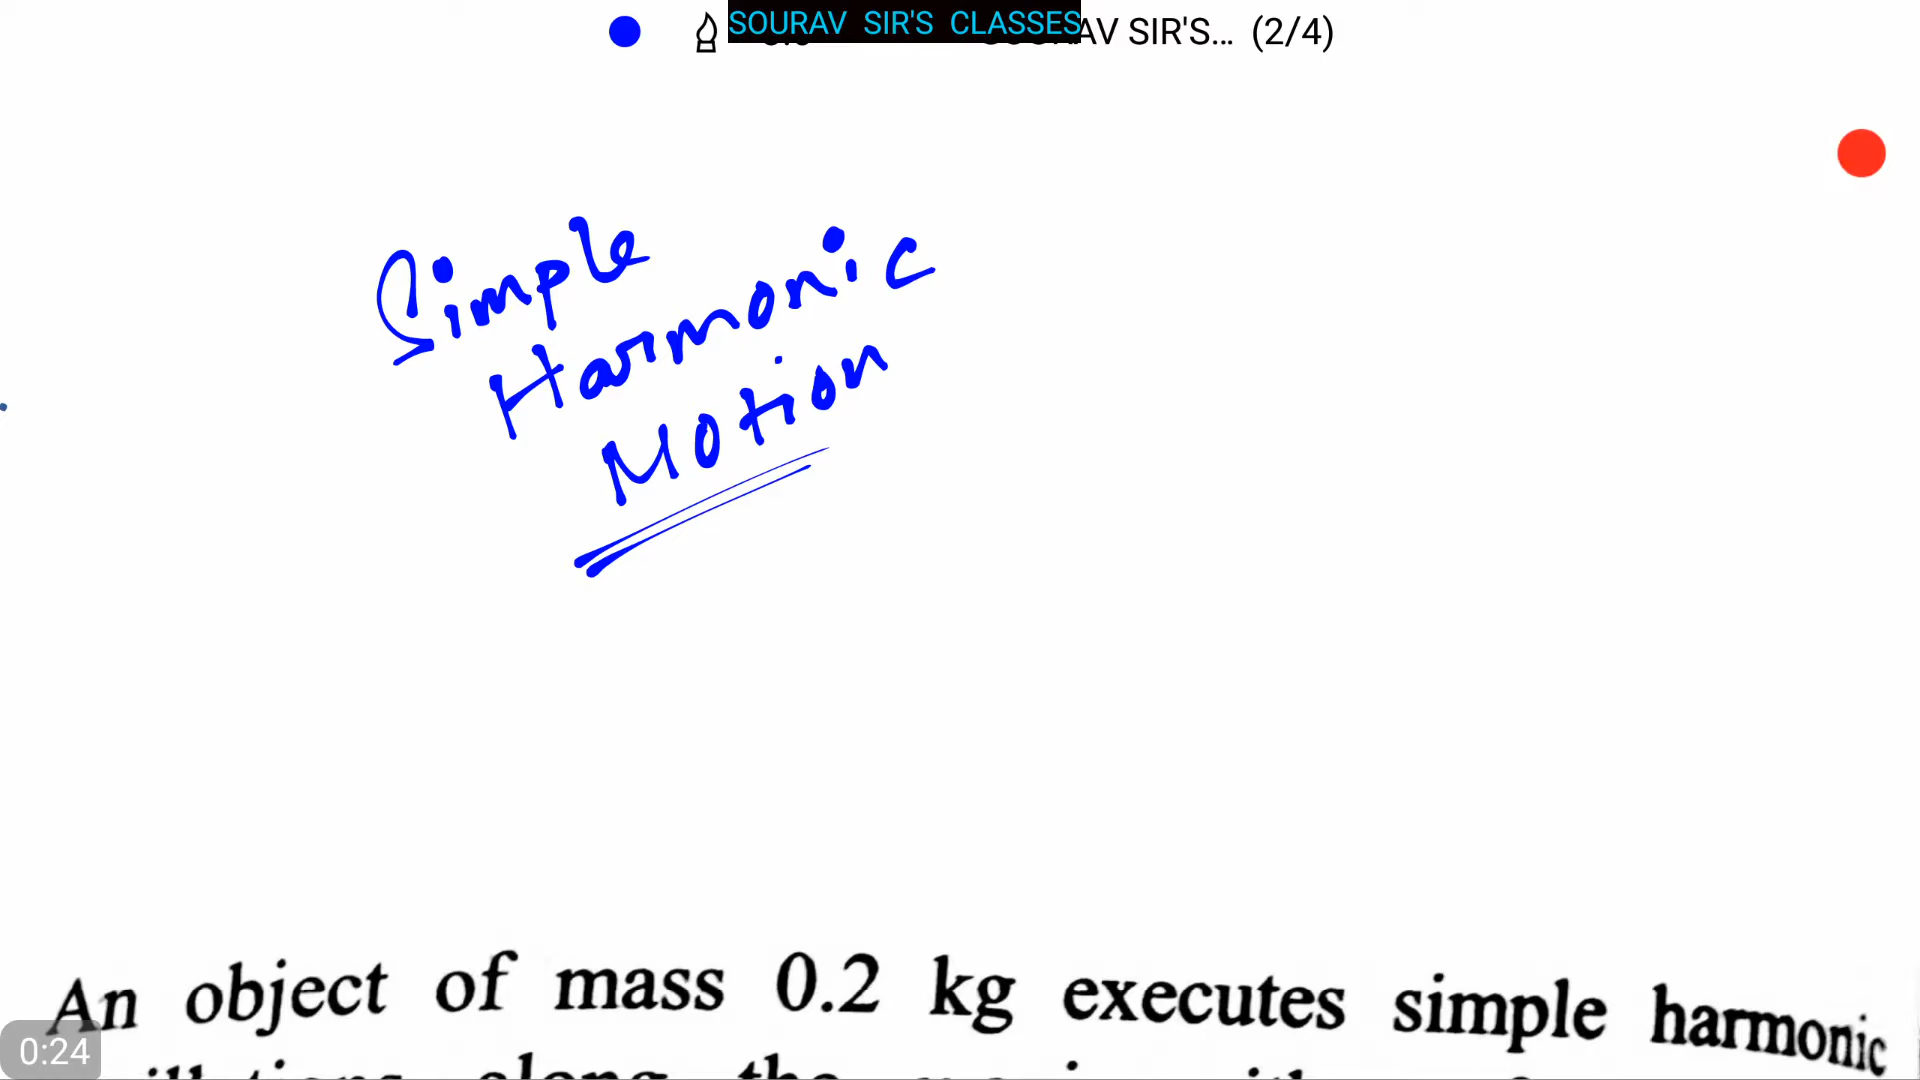 SOURAV SIR'S CLASSES AV SIR'S... (2/4)
Simple
Harmonic
Motion
An object of mass 0.2 kg executes simple harmonic
along
0:24